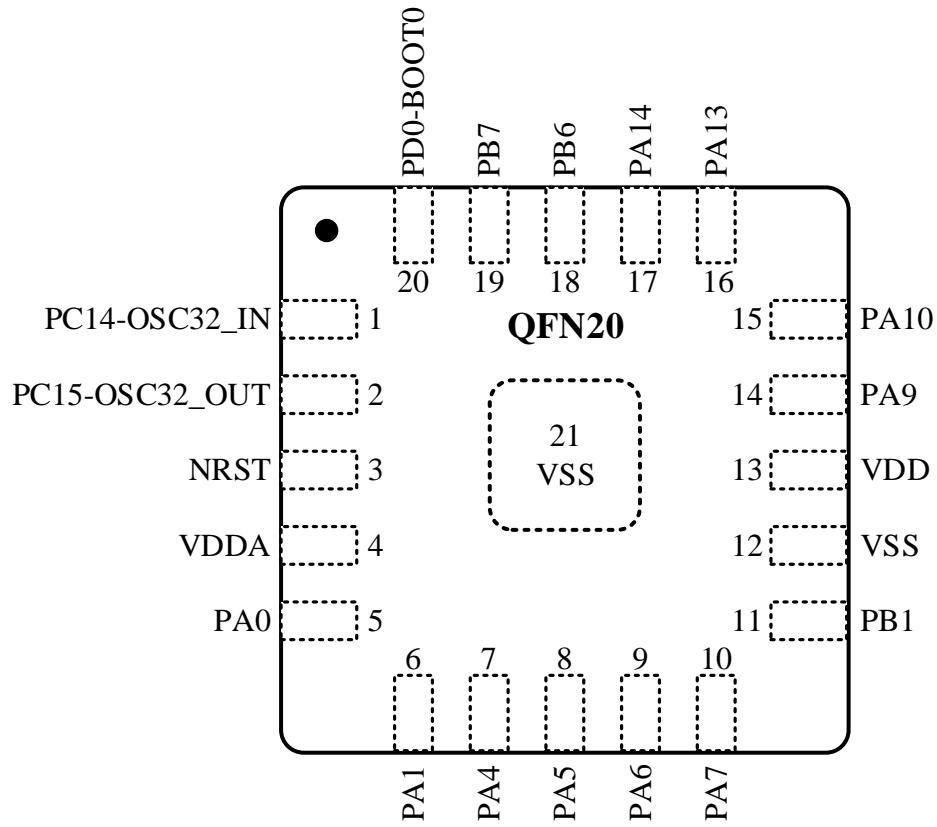 PD0-BOOT0
PB7
PB6
PA14
PA13
20
19
18
17
16
QFN20
PC14-OSC32_IN 1
PC15-OSC32_OUT 2
NRST 3
VDDA 4
PA0 5
21
VSS
15 PA10
14 PA9
13 VDD
12 VSS
11 PB1
6
7
8
9
10
PA1
PA4
PA5
PA6
PA7